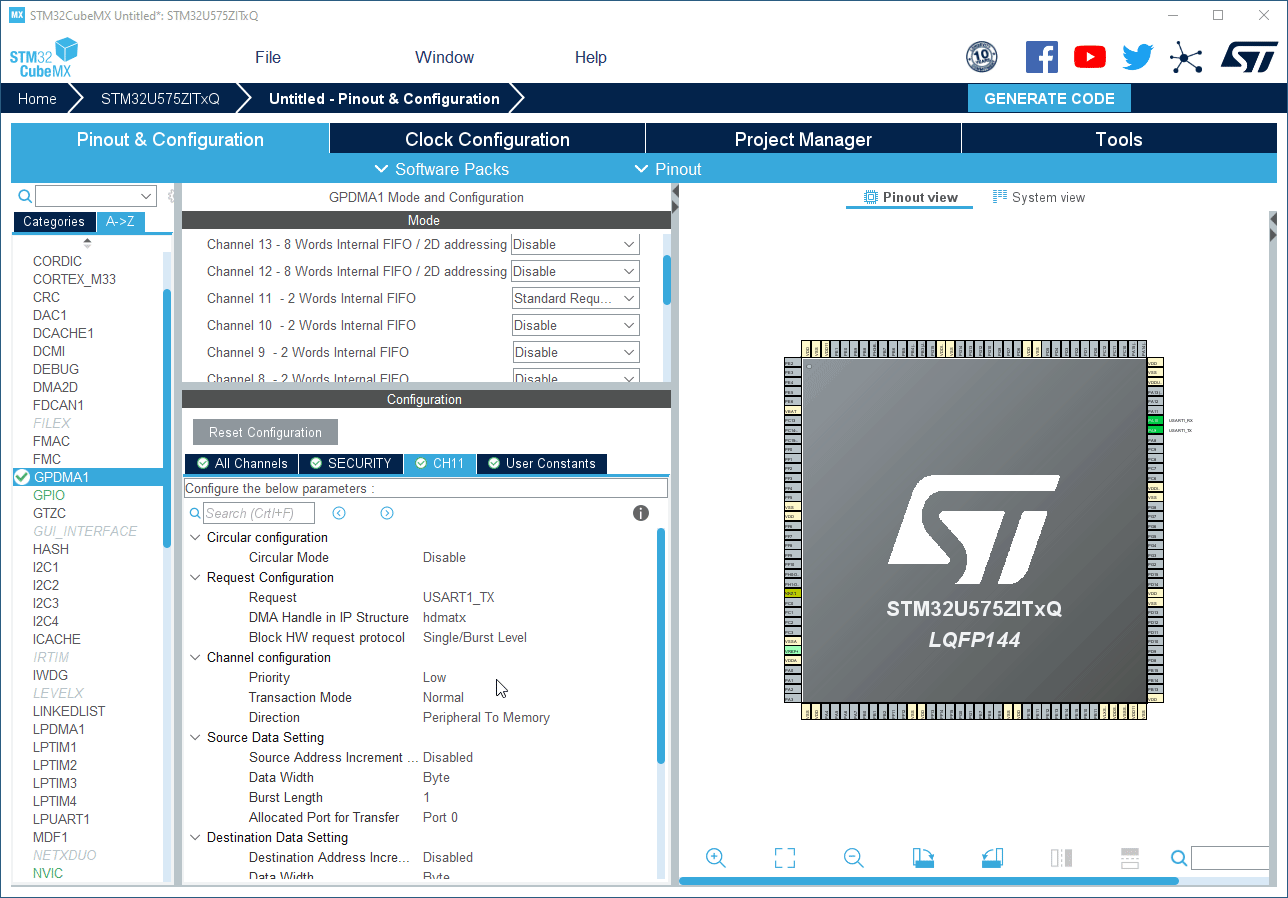 MX STM32CubeMX Untitled*: STM32U575ZITxQ
STM32
CubeMX
File Window Help
10
Home STM32U575ZITxQ Untitled - Pinout & Configuration GENERATE CODE
Pinout & Configuration Clock Configuration Project Manager Tools
Software Packs Pinout
Categories A->Z
CORDIC
CORTEX_M33
CRC
DAC1
DCACHE1
DCMI
DEBUG
DMA2D
FDCAN1
FILEX
FMAC
FMC
GPDMA1
GPIO
GTZC
GUI_INTERFACE
HASH
I2C1
I2C2
I2C3
I2C4
ICACHE
IRTIM
IWDG
LEVELX
LINKEDLIST
LPDMA1
LPTIM1
LPTIM2
LPTIM3
LPTIM4
LPUART1
MDF1
NETXDUO
NVIC
GPDMA1 Mode and Configuration
Mode
Channel 13 - 8 Words Internal FIFO / 2D addressing Disable
Channel 12 - 8 Words Internal FIFO / 2D addressing Disable
Channel 11 - 2 Words Internal FIFO Standard Requ...
Channel 10 - 2 Words Internal FIFO Disable
Channel 9 - 2 Words Internal FIFO Disable
Channel 8 - 2 Words Internal FIFO Disable
Configuration
Reset Configuration
All Channels SECURITY CH11 User Constants
Configure the below parameters :
Search (Crtl+F)
Circular configuration
Circular Mode Disable
Request Configuration
Request USART1_TX
DMA Handle in IP Structure hdmatx
Block HW request protocol Single/Burst Level
Channel configuration
Priority Low
Transaction Mode Normal
Direction Peripheral To Memory
Source Data Setting
Source Address Increment ... Disabled
Data Width Byte
Burst Length 1
Allocated Port for Transfer Port 0
Destination Data Setting
Destination Address Incre... Disabled
Data Width Byte
Pinout view System view
USART1_RX
USART1_TX
STM32U575ZITxQ
LQFP144